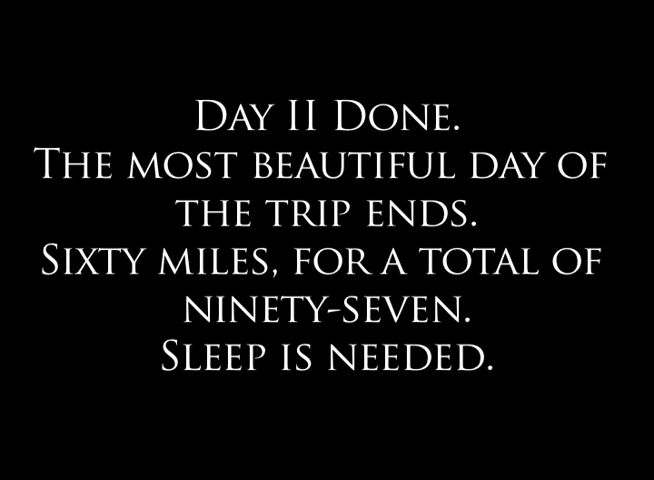 Day II Done.
The most beautiful day of
the trip ends.
Sixty miles, for a total of
ninety-seven.
Sleep is needed.